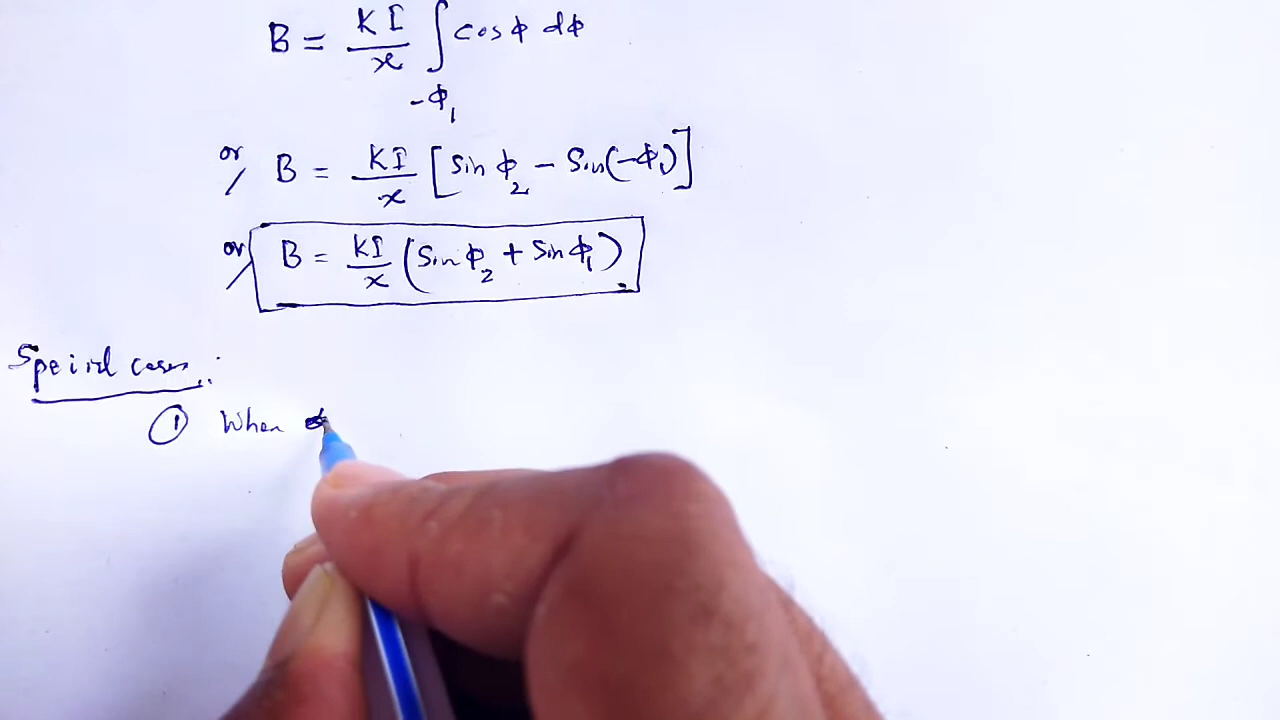 B = KI/x ∫ cos ϕ dϕ
-ϕ₁
or/ B = KI/x [Sin ϕ₂ - Sin(-ϕ₁)]
or/ B = KI/x (Sin ϕ₂ + Sin ϕ₁)
Speial cases :
① When